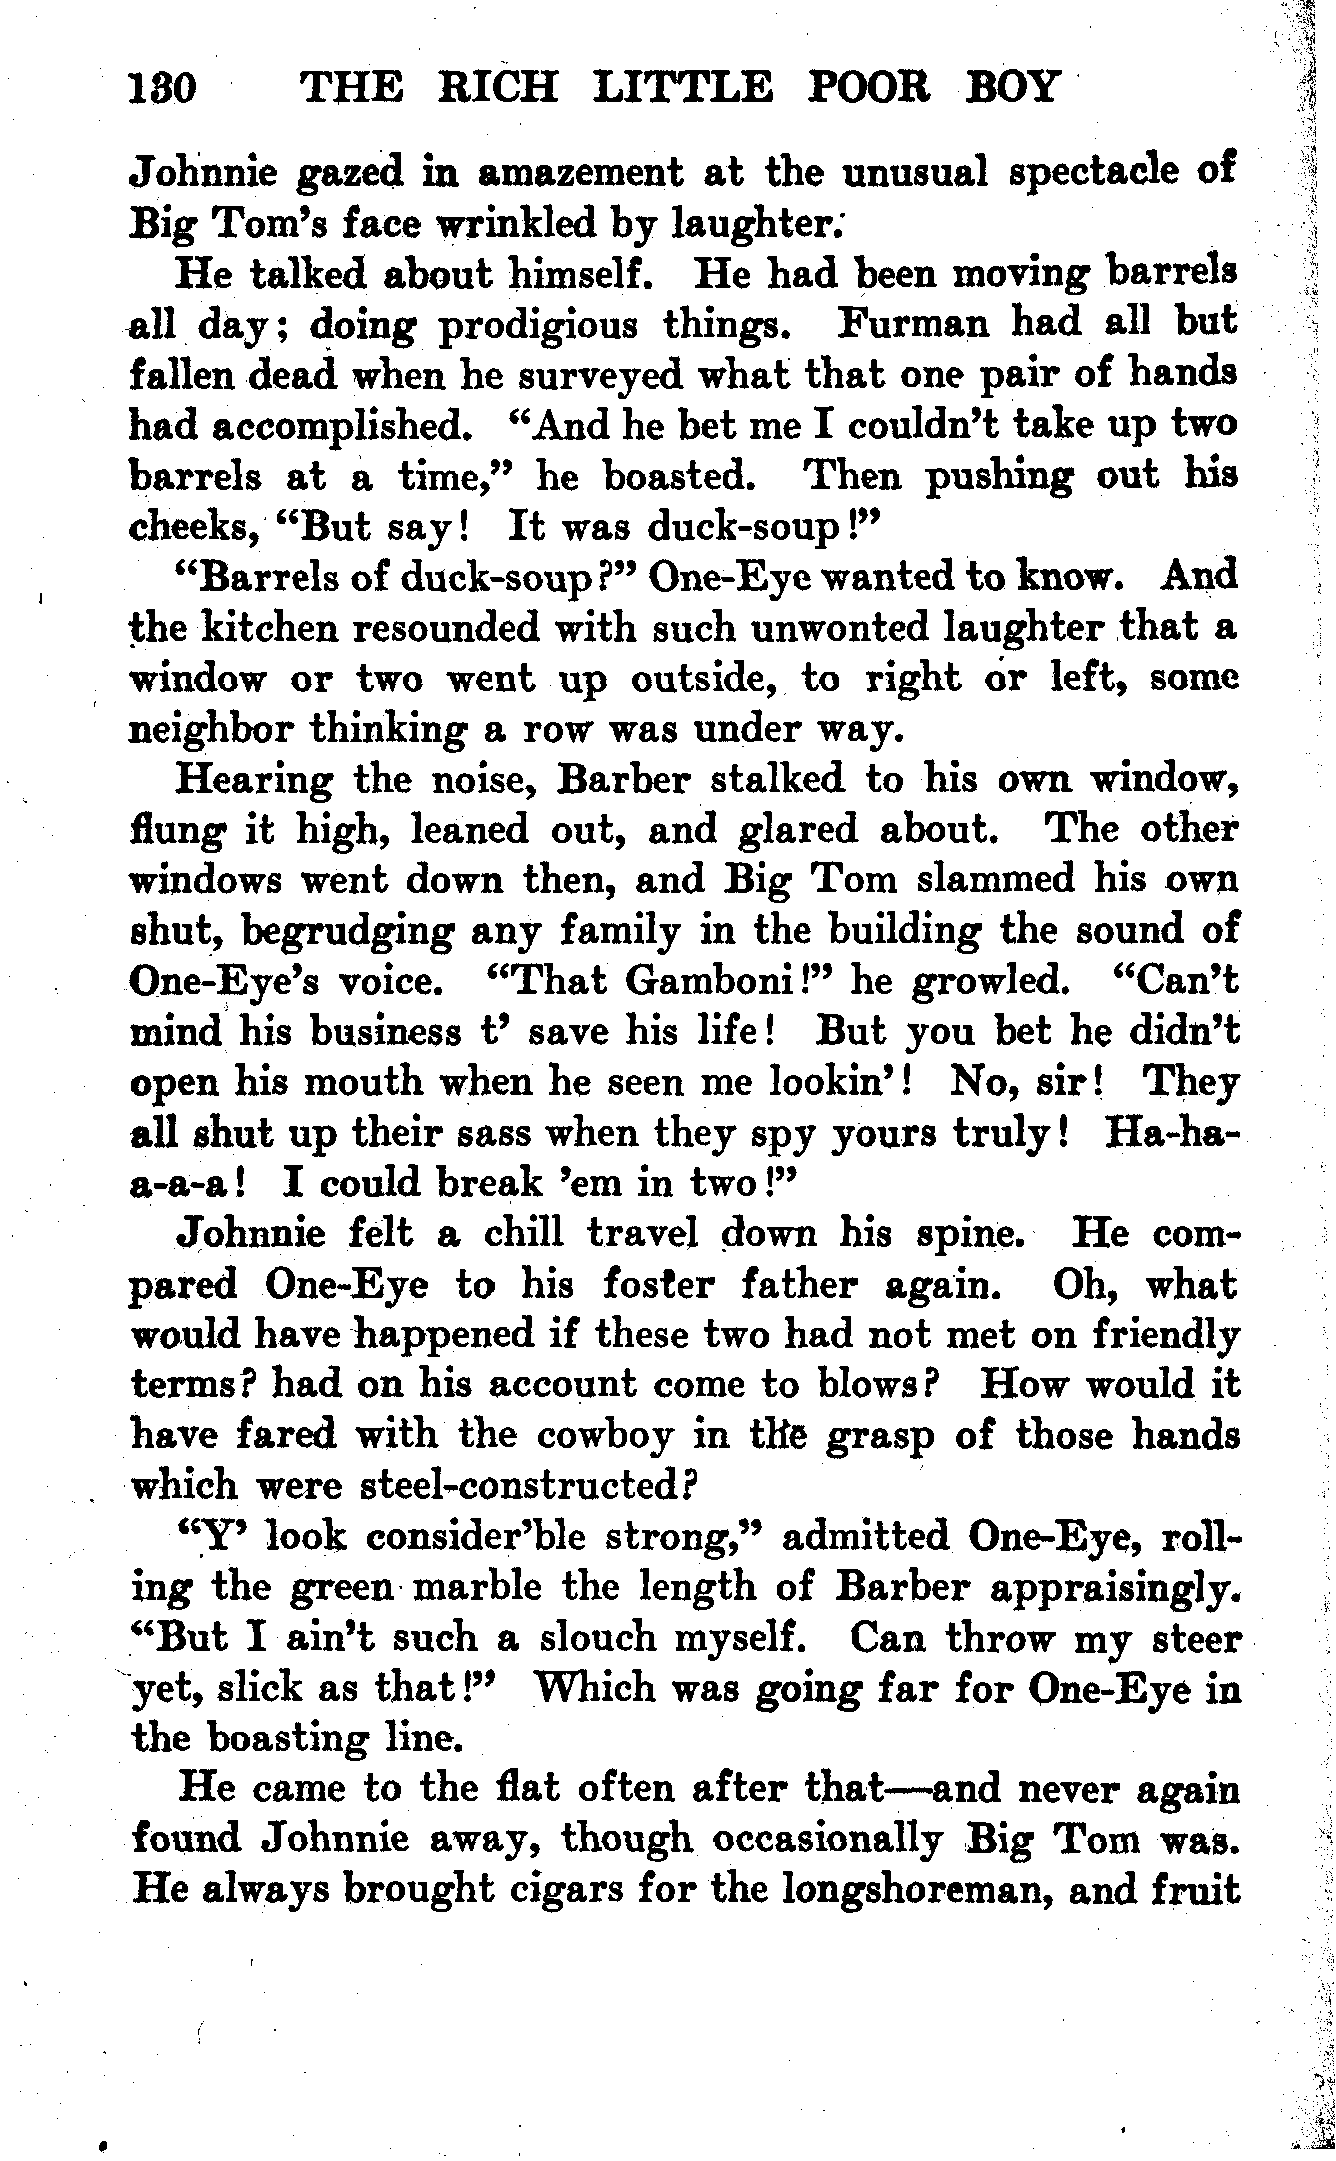 130 THE RICH LITTLE POOR BOY
Johnnie gazed in amazement at the unusual spectacle of
Big Tom's face wrinkled by laughter.
He talked about himself. He had been moving barrels
all day; doing prodigious things. Furman had all but
fallen dead when he surveyed what that one pair of hands
had accomplished. “And he bet me I couldn't take up two
barrels at a time,” he boasted. Then pushing out his
cheeks, “But say! It was duck-soup!”
“Barrels of duck-soup?” One-Eye wanted to know. And
the kitchen resounded with such unwonted laughter that a
window or two went up outside, to right or left, some
neighbor thinking a row was under way.
Hearing the noise, Barber stalked to his own window,
flung it high, leaned out, and glared about. The other
windows went down then, and Big Tom slammed his own
shut, begrudging any family in the building the sound of
One-Eye's voice. “That Gamboni!” he growled. “Can't
mind his business t' save his life! But you bet he didn't
open his mouth when he seen me lookin'! No, sir! They
all shut up their sass when they spy yours truly! Ha-ha-
a-a-a! I could break 'em in two!”
Johnnie felt a chill travel down his spine. He com-
pared One-Eye to his foster father again. Oh, what
would have happened if these two had not met on friendly
terms? had on his account come to blows? How would it
have fared with the cowboy in the grasp of those hands
which were steel-constructed?
“Y' look consider'ble strong,” admitted One-Eye, roll-
ing the green marble the length of Barber appraisingly.
“But I ain't such a slouch myself. Can throw my steer
yet, slick as that!” Which was going far for One-Eye in
the boasting line.
He came to the flat often after that—and never again
found Johnnie away, though occasionally Big Tom was.
He always brought cigars for the longshoreman, and fruit